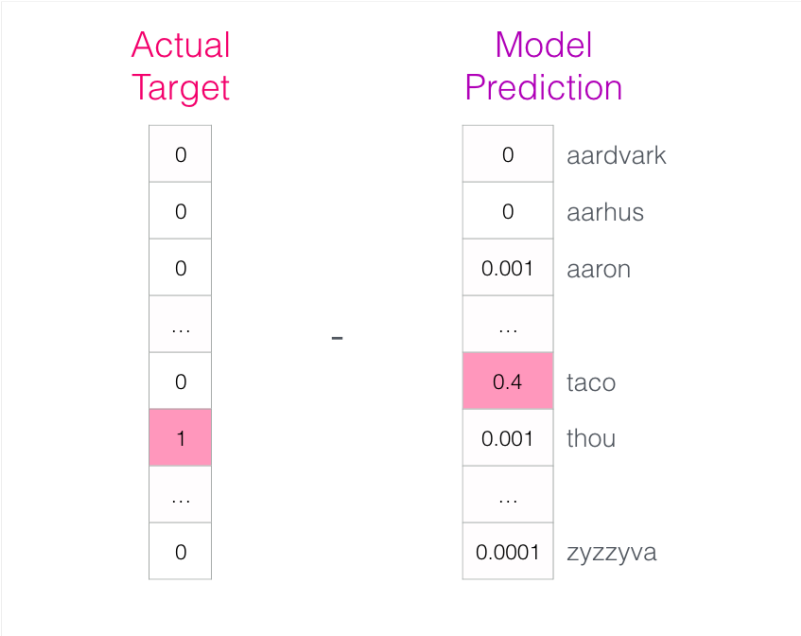 Actual
Target
Model
Prediction
0
0
0
...
0
1
...
0
-
0 aardvark
0 aarhus
0.001 aaron
...
0.4 taco
0.001 thou
...
0.0001 zyzzyva